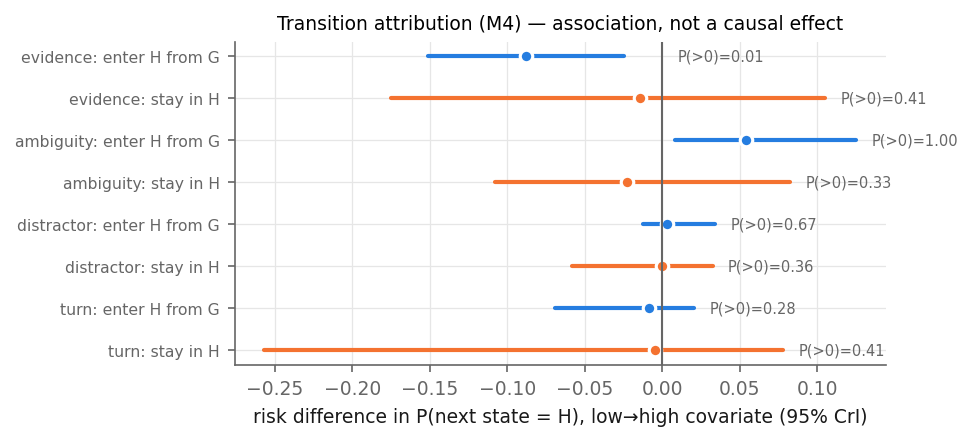 Transition attribution (M4) — association, not a causal effect
evidence: enter H from G
P(>0)=0.01
evidence: stay in H
P(>0)=0.41
ambiguity: enter H from G
P(>0)=1.00
ambiguity: stay in H
P(>0)=0.33
distractor: enter H from G
P(>0)=0.67
distractor: stay in H
P(>0)=0.36
turn: enter H from G
P(>0)=0.28
turn: stay in H
P(>0)=0.41
−0.25 −0.20 −0.15 −0.10 −0.05 0.00 0.05 0.10
risk difference in P(next state = H), low→high covariate (95% CrI)